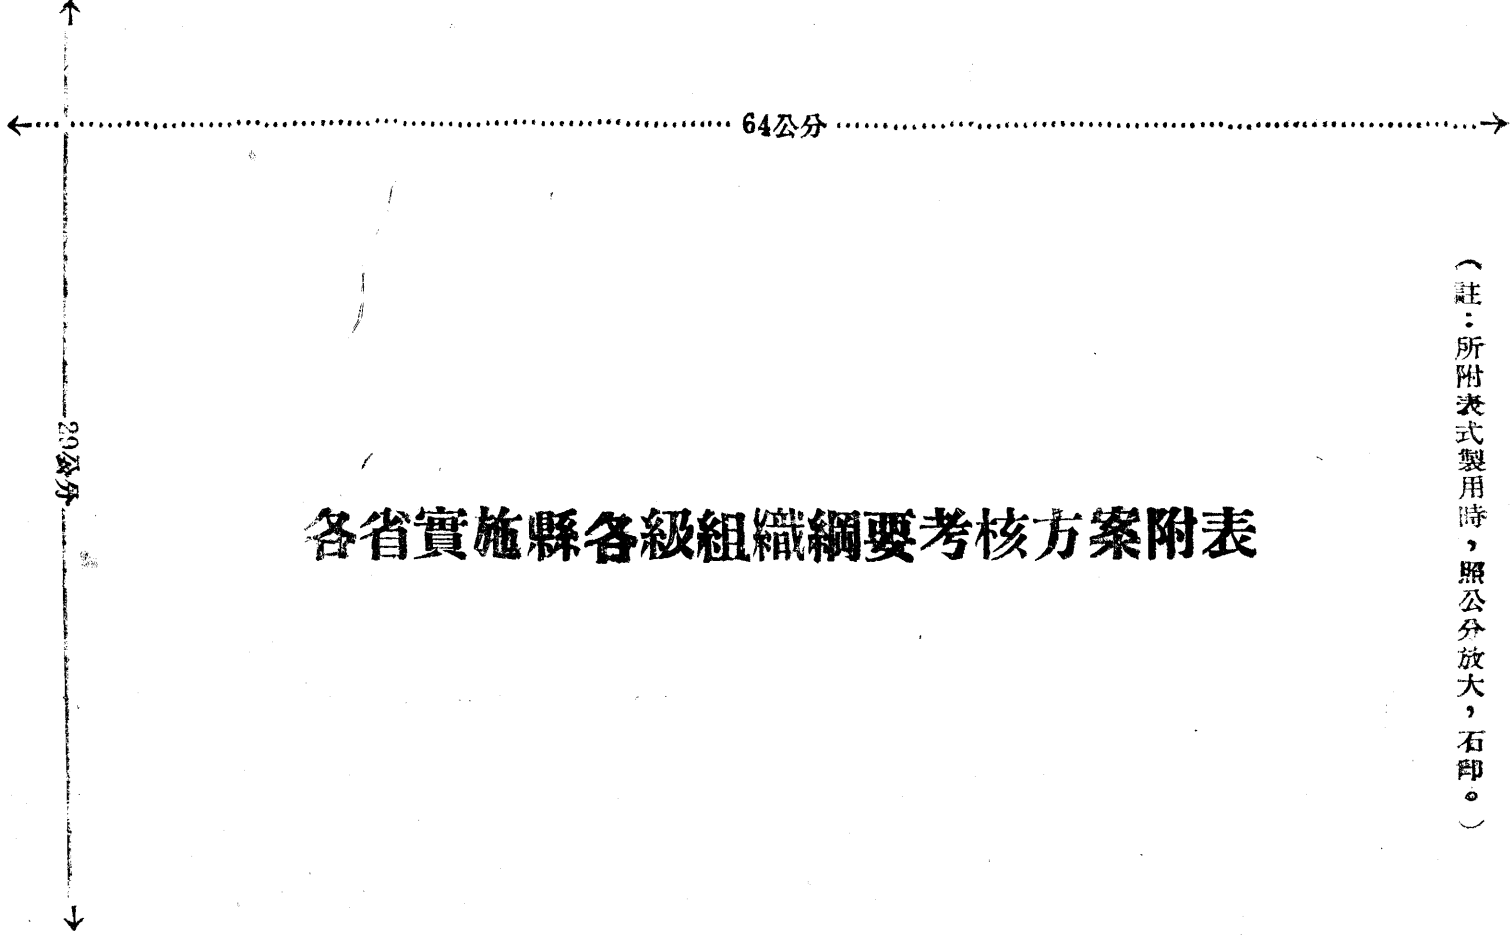 64公分
（註：所附表式製用時，照公分放大，石印。）
各省實施縣各級組織綱要考核方案附表
29公分